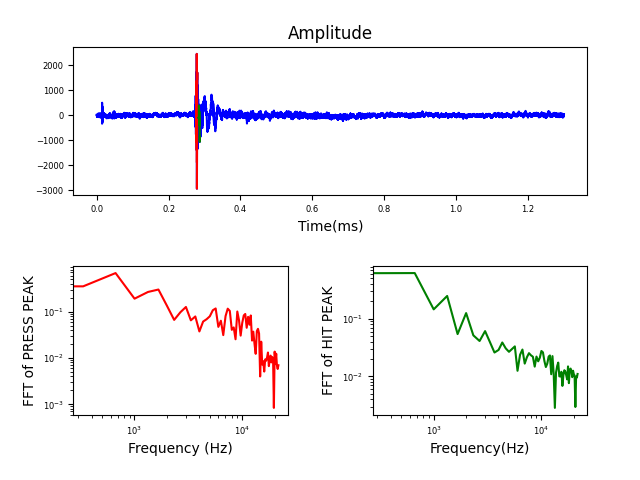 Amplitude
2000
1000
0
−1000
−2000
−3000
0.0 0.2 0.4 0.6 0.8 1.0 1.2
Time(ms)
FFT of PRESS PEAK
10⁻¹
10⁻²
10⁻³
10³ 10⁴
Frequency (Hz)
FFT of HIT PEAK
10⁻¹
10⁻²
10³ 10⁴
Frequency(Hz)